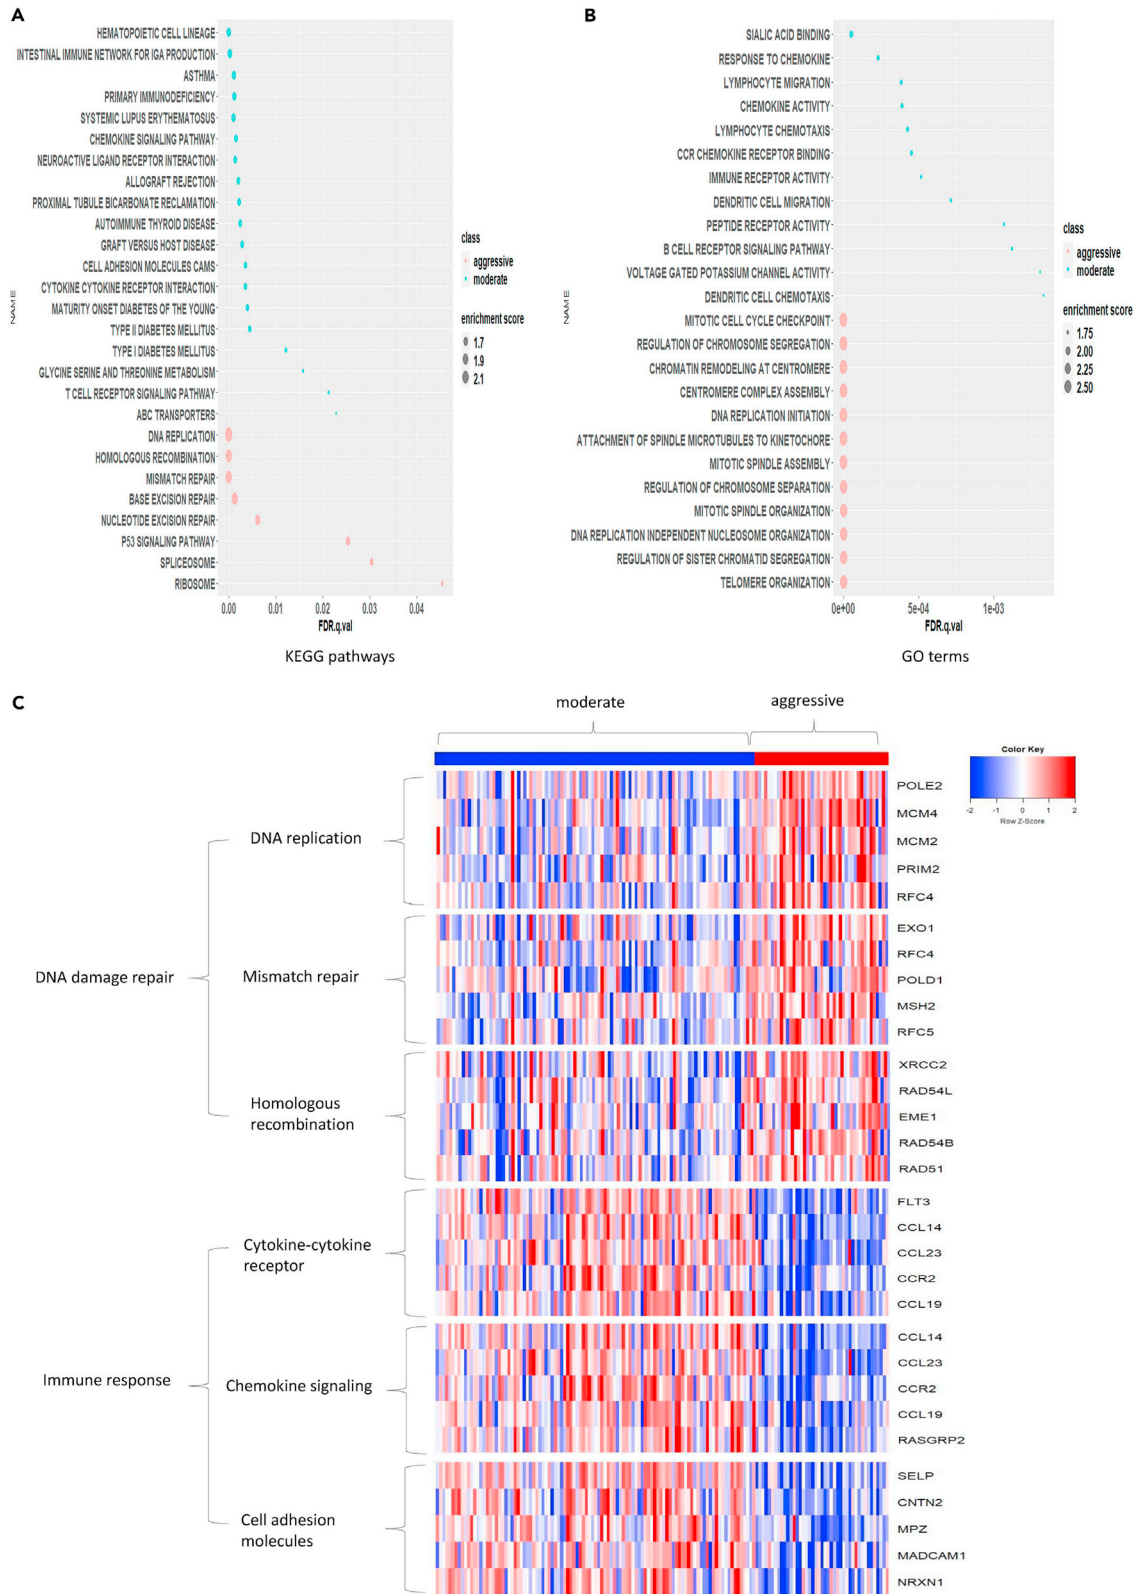 A
HEMATOPOIETIC CELL LINEAGE
INTESTINAL IMMUNE NETWORK FOR IGA PRODUCTION
ASTHMA
PRIMARY IMMUNODEFICIENCY
SYSTEMIC LUPUS ERYTHEMATOSUS
CHEMOKINE SIGNALING PATHWAY
NEUROACTIVE LIGAND RECEPTOR INTERACTION
ALLOGRAFT REJECTION
PROXIMAL TUBULE BICARBONATE RECLAMATION
AUTOIMMUNE THYROID DISEASE
GRAFT VERSUS HOST DISEASE
CELL ADHESION MOLECULES CAMS
CYTOKINE CYTOKINE RECEPTOR INTERACTION
MATURITY ONSET DIABETES OF THE YOUNG
TYPE II DIABETES MELLITUS
TYPE I DIABETES MELLITUS
GLYCINE SERINE AND THREONINE METABOLISM
T CELL RECEPTOR SIGNALING PATHWAY
ABC TRANSPORTERS
DNA REPLICATION
HOMOLOGOUS RECOMBINATION
MISMATCH REPAIR
BASE EXCISION REPAIR
NUCLEOTIDE EXCISION REPAIR
P53 SIGNALING PATHWAY
SPLICEOSOME
RIBOSOME
NAME
0.00 0.01 0.02 0.03 0.04
FDR.q.val
KEGG pathways
class
aggressive
moderate
enrichment score
1.7
1.9
2.1
B
SIALIC ACID BINDING
RESPONSE TO CHEMOKINE
LYMPHOCYTE MIGRATION
CHEMOKINE ACTIVITY
LYMPHOCYTE CHEMOTAXIS
CCR CHEMOKINE RECEPTOR BINDING
IMMUNE RECEPTOR ACTIVITY
DENDRITIC CELL MIGRATION
PEPTIDE RECEPTOR ACTIVITY
B CELL RECEPTOR SIGNALING PATHWAY
VOLTAGE GATED POTASSIUM CHANNEL ACTIVITY
DENDRITIC CELL CHEMOTAXIS
MITOTIC CELL CYCLE CHECKPOINT
REGULATION OF CHROMOSOME SEGREGATION
CHROMATIN REMODELING AT CENTROMERE
CENTROMERE COMPLEX ASSEMBLY
DNA REPLICATION INITIATION
ATTACHMENT OF SPINDLE MICROTUBULES TO KINETOCHORE
MITOTIC SPINDLE ASSEMBLY
REGULATION OF CHROMOSOME SEPARATION
MITOTIC SPINDLE ORGANIZATION
DNA REPLICATION INDEPENDENT NUCLEOSOME ORGANIZATION
REGULATION OF SISTER CHROMATID SEGREGATION
TELOMERE ORGANIZATION
NAME
0e+00 5e-04 1e-03
FDR.q.val
GO terms
class
aggressive
moderate
enrichment score
1.75
2.00
2.25
2.50
C
moderate
aggressive
Color Key
-2 -1 0 1 2
Row Z-Score
DNA damage repair
DNA replication
POLE2
MCM4
MCM2
PRIM2
RFC4
Mismatch repair
EXO1
RFC4
POLD1
MSH2
RFC5
Homologous
recombination
XRCC2
RAD54L
EME1
RAD54B
RAD51
Immune response
Cytokine-cytokine
receptor
FLT3
CCL14
CCL23
CCR2
CCL19
Chemokine signaling
CCL14
CCL23
CCR2
CCL19
RASGRP2
Cell adhesion
molecules
SELP
CNTN2
MPZ
MADCAM1
NRXN1